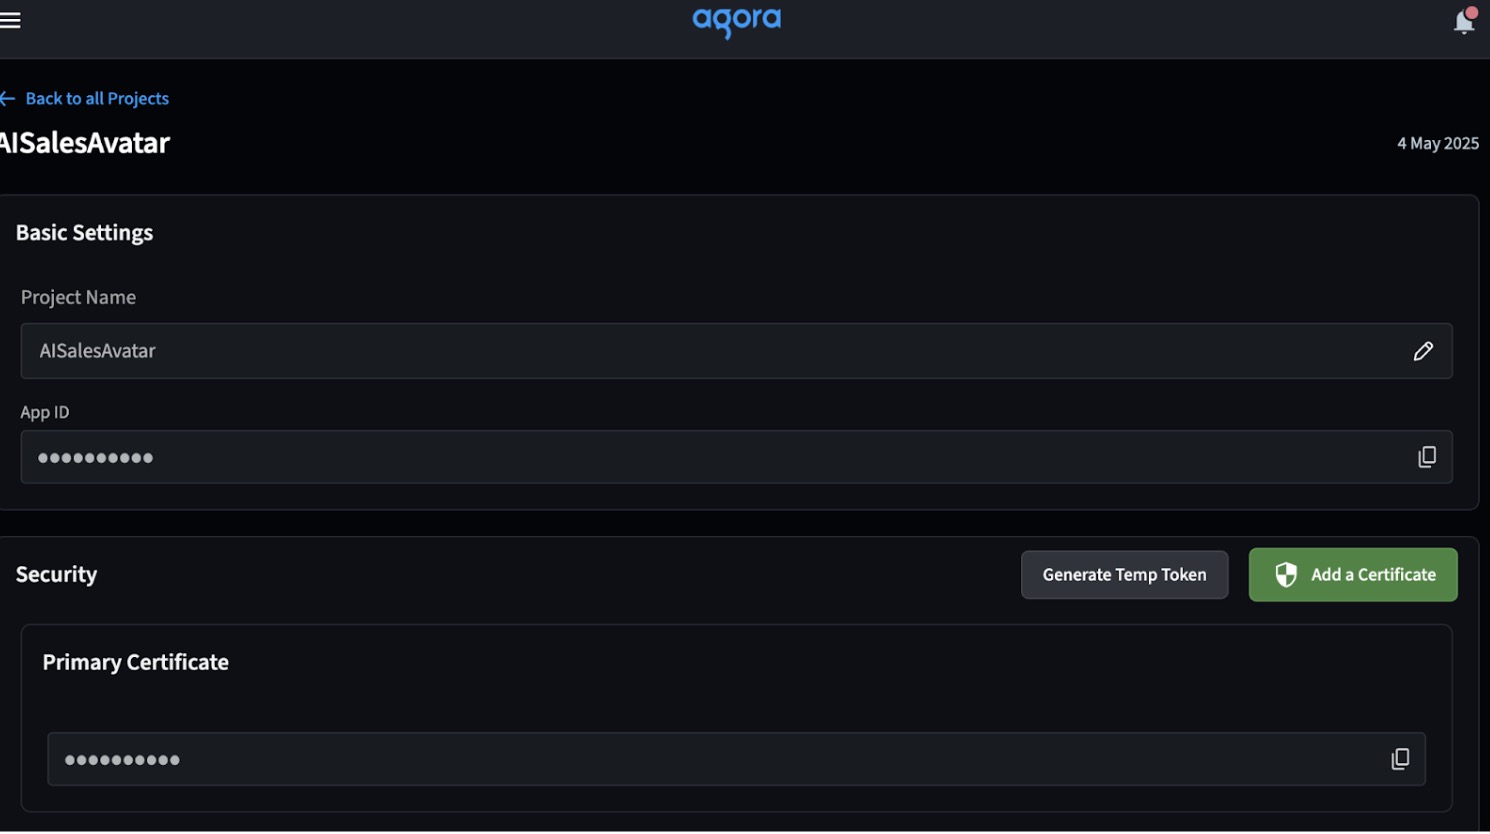 agora
Back to all Projects
AISalesAvatar
4 May 2025
Basic Settings
Project Name
AISalesAvatar
App ID
Security
Generate Temp Token
Add a Certificate
Primary Certificate